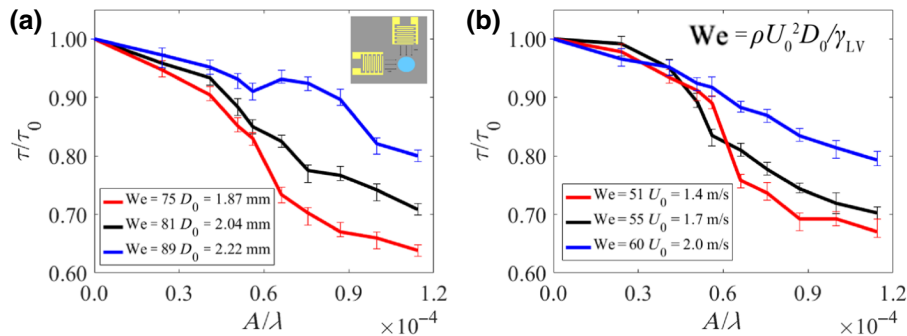 (a)
1.00
0.90
0.80
0.70
0.60
τ/τ0
We = 75 D0 = 1.87 mm
We = 81 D0 = 2.04 mm
We = 89 D0 = 2.22 mm
0.0 0.3 0.6 0.9 1.2
A/λ ×10⁻⁴
(b)
We = ρU0²D0/γLV
1.00
0.90
0.80
0.70
0.60
τ/τ0
We = 51 U0 = 1.4 m/s
We = 55 U0 = 1.7 m/s
We = 60 U0 = 2.0 m/s
0.0 0.3 0.6 0.9 1.2
A/λ ×10⁻⁴